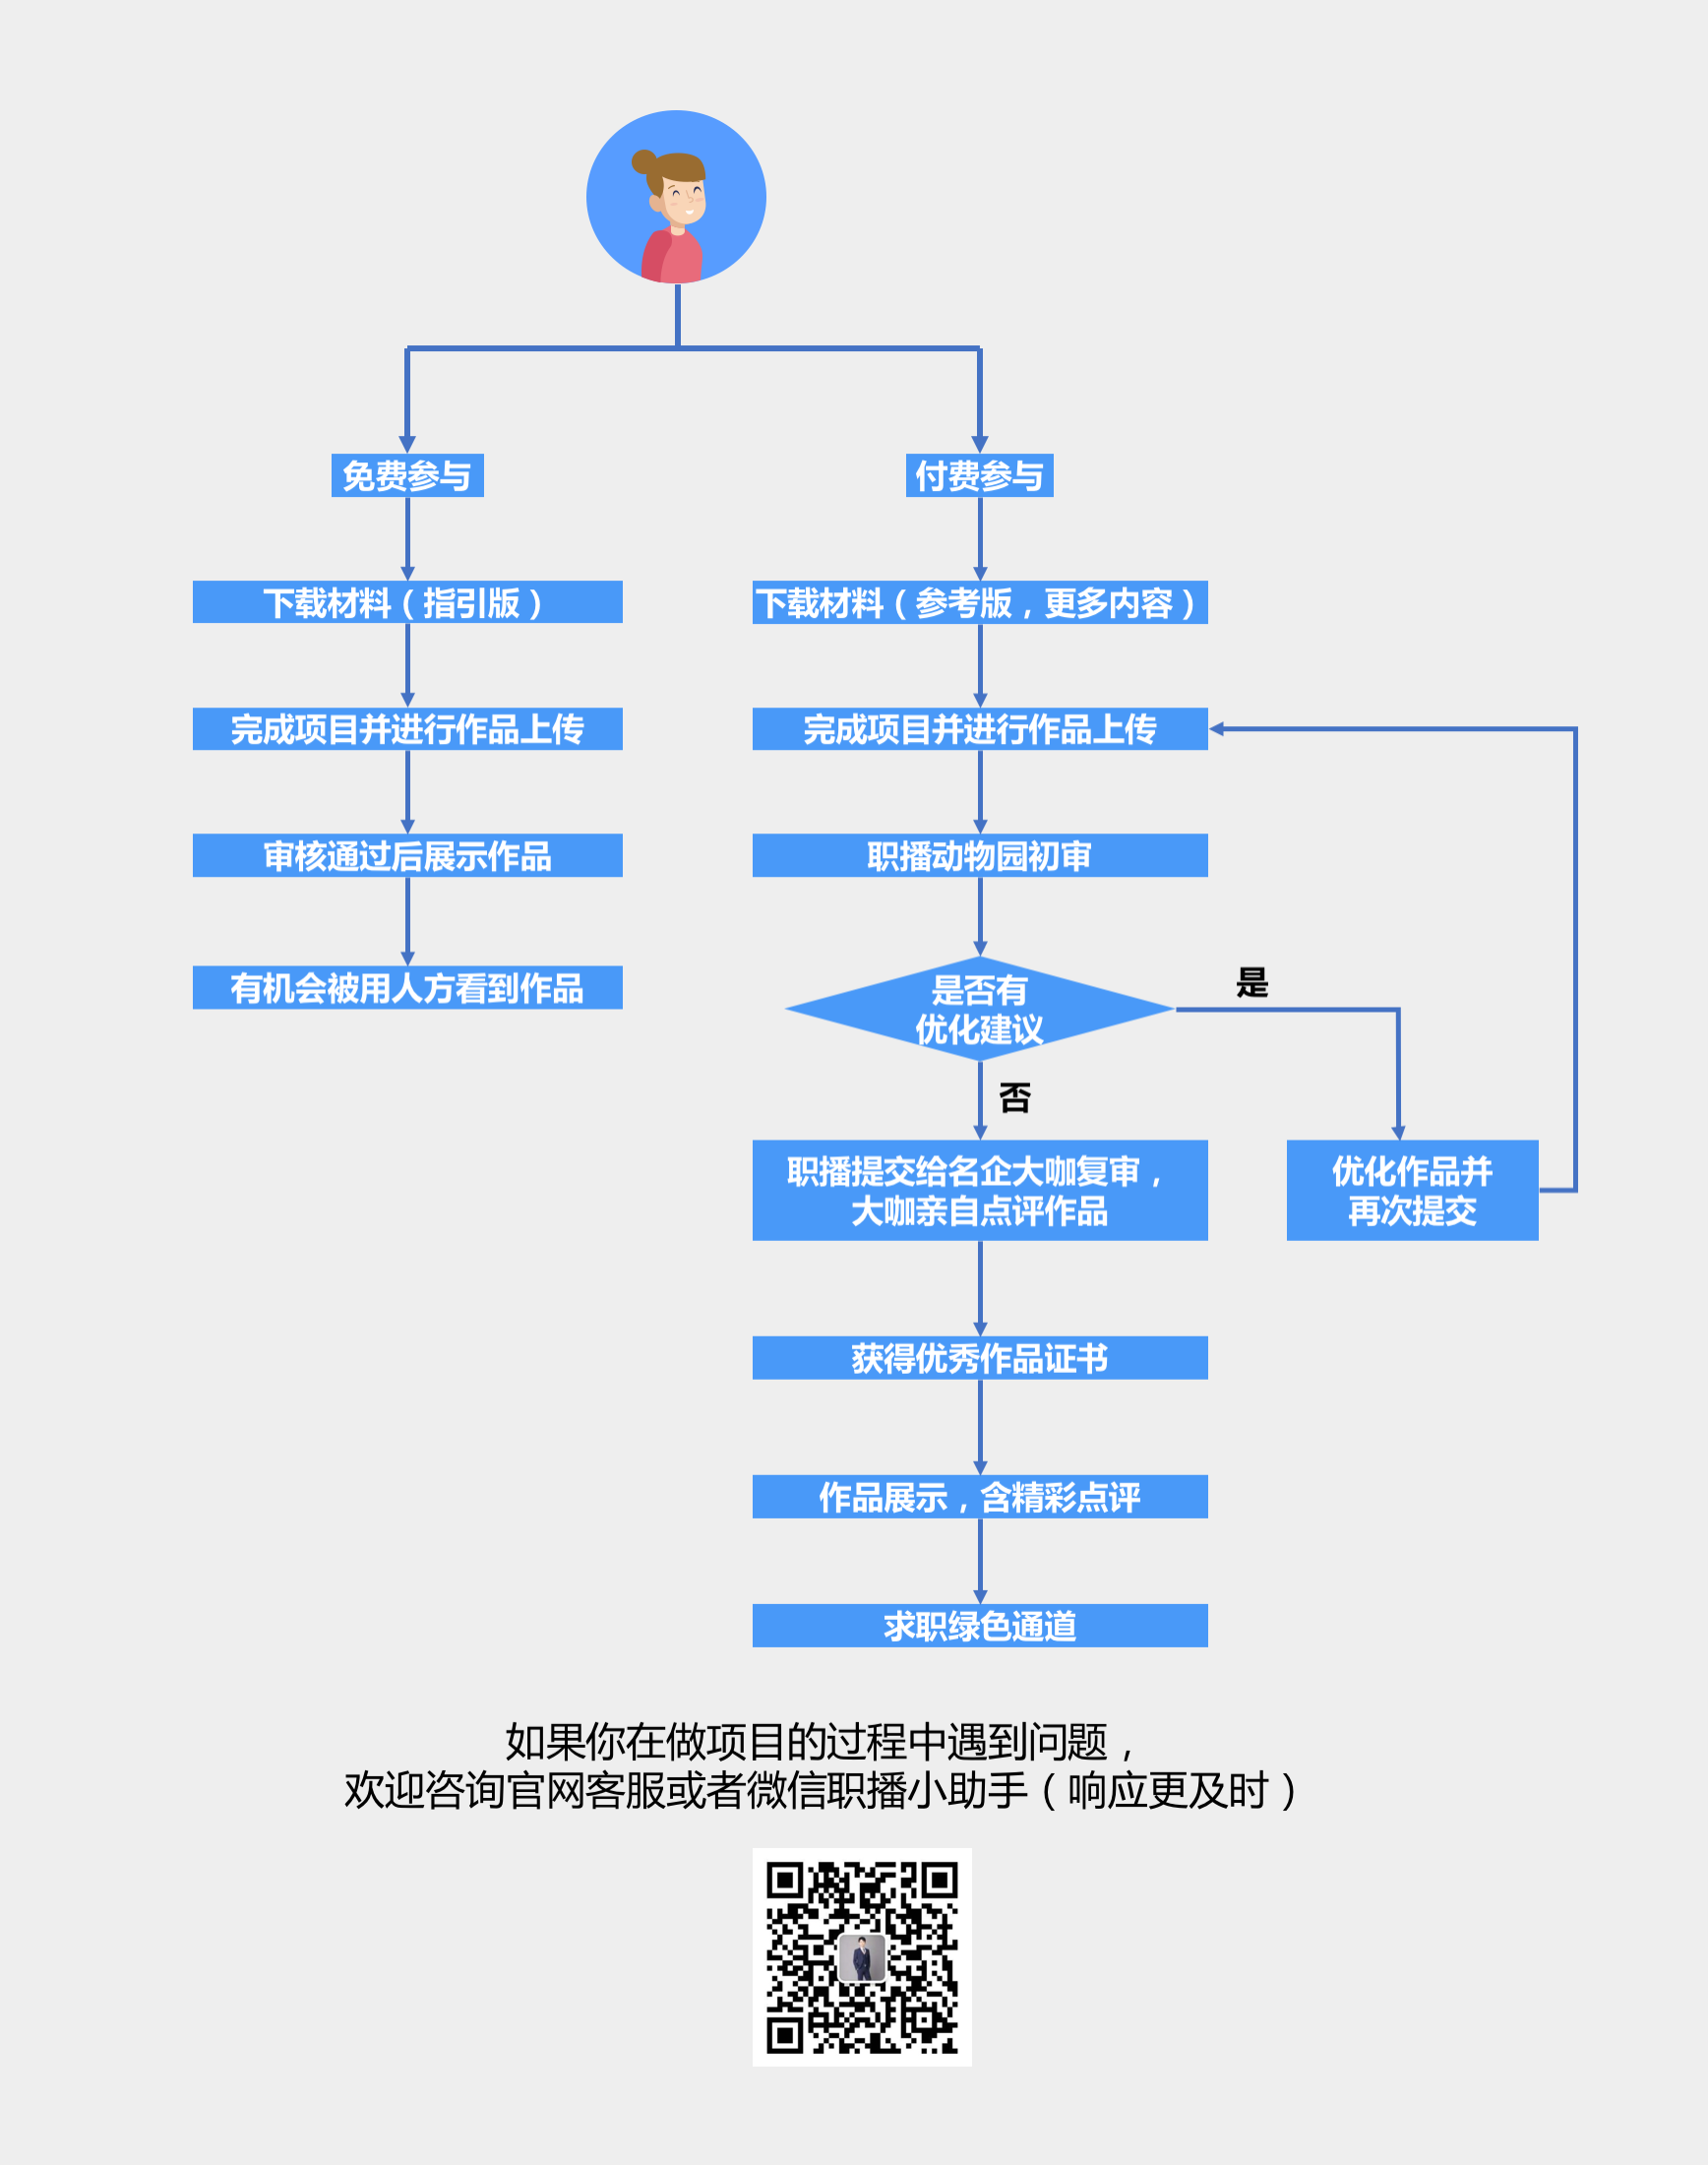 免费参与
下载材料（指引版）
完成项目并进行作品上传
审核通过后展示作品
有机会被用人方看到作品
付费参与
下载材料（参考版，更多内容）
完成项目并进行作品上传
职播动物园初审
是否有
优化建议
是
否
职播提交给名企大咖复审，
大咖亲自点评作品
优化作品并
再次提交
获得优秀作品证书
作品展示，含精彩点评
求职绿色通道
如果你在做项目的过程中遇到问题，
欢迎咨询官网客服或者微信职播小助手（响应更及时）